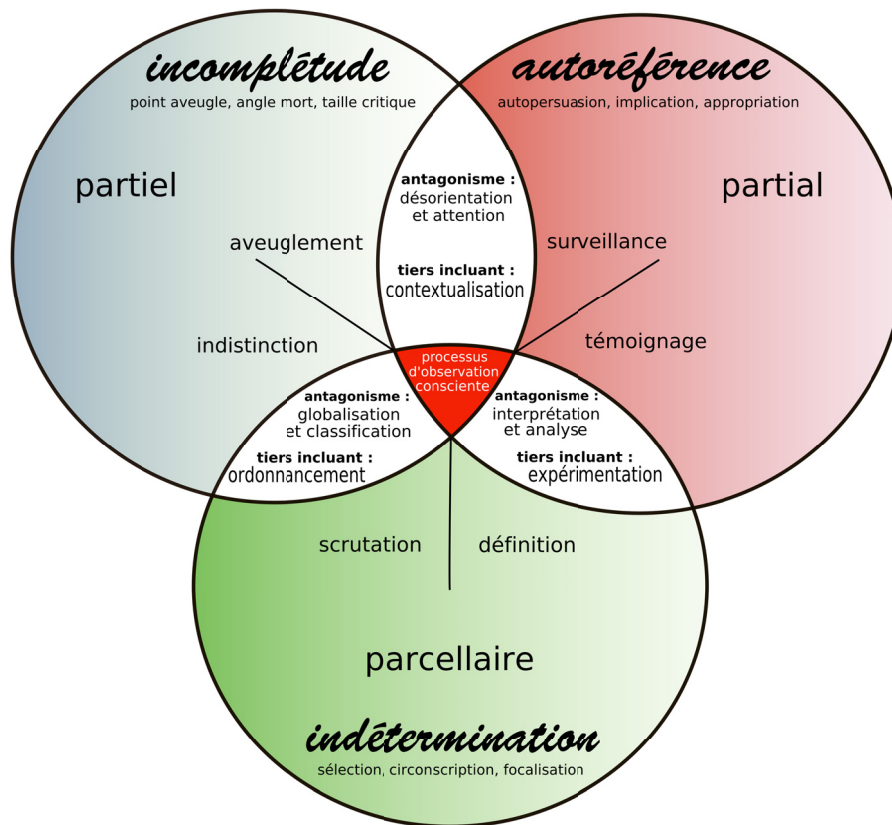 incomplétude
point aveugle, angle mort, taille critique
autoréférence
autopersuasion, implication, appropriation
partiel
antagonisme :
désorientation
et attention
partial
aveuglement
surveillance
tiers incluant :
contextualisation
indistinction
témoignage
processus
d'observation
consciente
antagonisme :
globalisation
et classification
tiers incluant :
ordonnancement
antagonisme :
interprétation
et analyse
tiers incluant :
expérimentation
scrutation
définition
parcellaire
indétermination
sélection, circonscription, focalisation